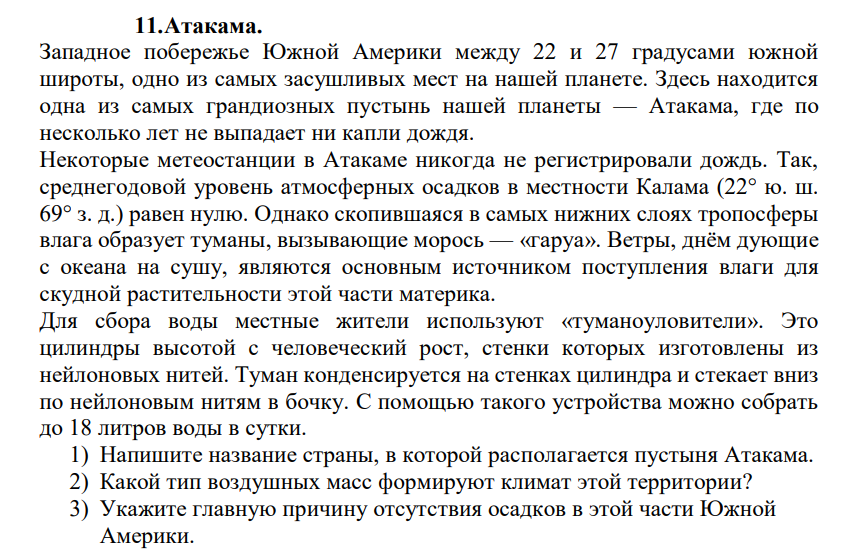 11.Атакама.
Западное побережье Южной Америки между 22 и 27 градусами южной
широты, одно из самых засушливых мест на нашей планете. Здесь находится
одна из самых грандиозных пустынь нашей планеты — Атакама, где по
несколько лет не выпадает ни капли дождя.
Некоторые метеостанции в Атакаме никогда не регистрировали дождь. Так,
среднегодовой уровень атмосферных осадков в местности Калама (22° ю. ш.
69° з. д.) равен нулю. Однако скопившаяся в самых нижних слоях тропосферы
влага образует туманы, вызывающие морось — «гаруа». Ветры, днём дующие
с океана на сушу, являются основным источником поступления влаги для
скудной растительности этой части материка.
Для сбора воды местные жители используют «туманоуловители». Это
цилиндры высотой с человеческий рост, стенки которых изготовлены из
нейлоновых нитей. Туман конденсируется на стенках цилиндра и стекает вниз
по нейлоновым нитям в бочку. С помощью такого устройства можно собрать
до 18 литров воды в сутки.
1) Напишите название страны, в которой располагается пустыня Атакама.
2) Какой тип воздушных масс формируют климат этой территории?
3) Укажите главную причину отсутствия осадков в этой части Южной
Америки.